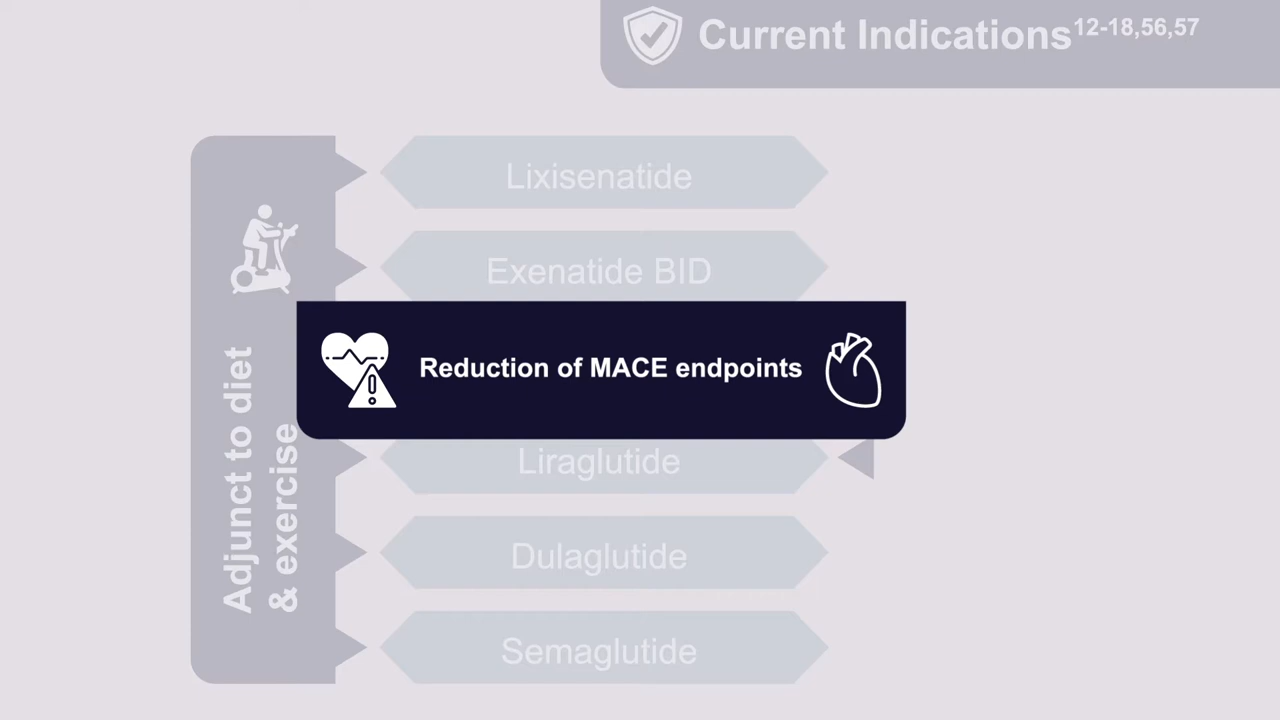 Current Indications12-18,56,57
Lixisenatide
Exenatide BID
Reduction of MACE endpoints
Liraglutide
Dulaglutide
Semaglutide
Adjunct to diet
& exercise